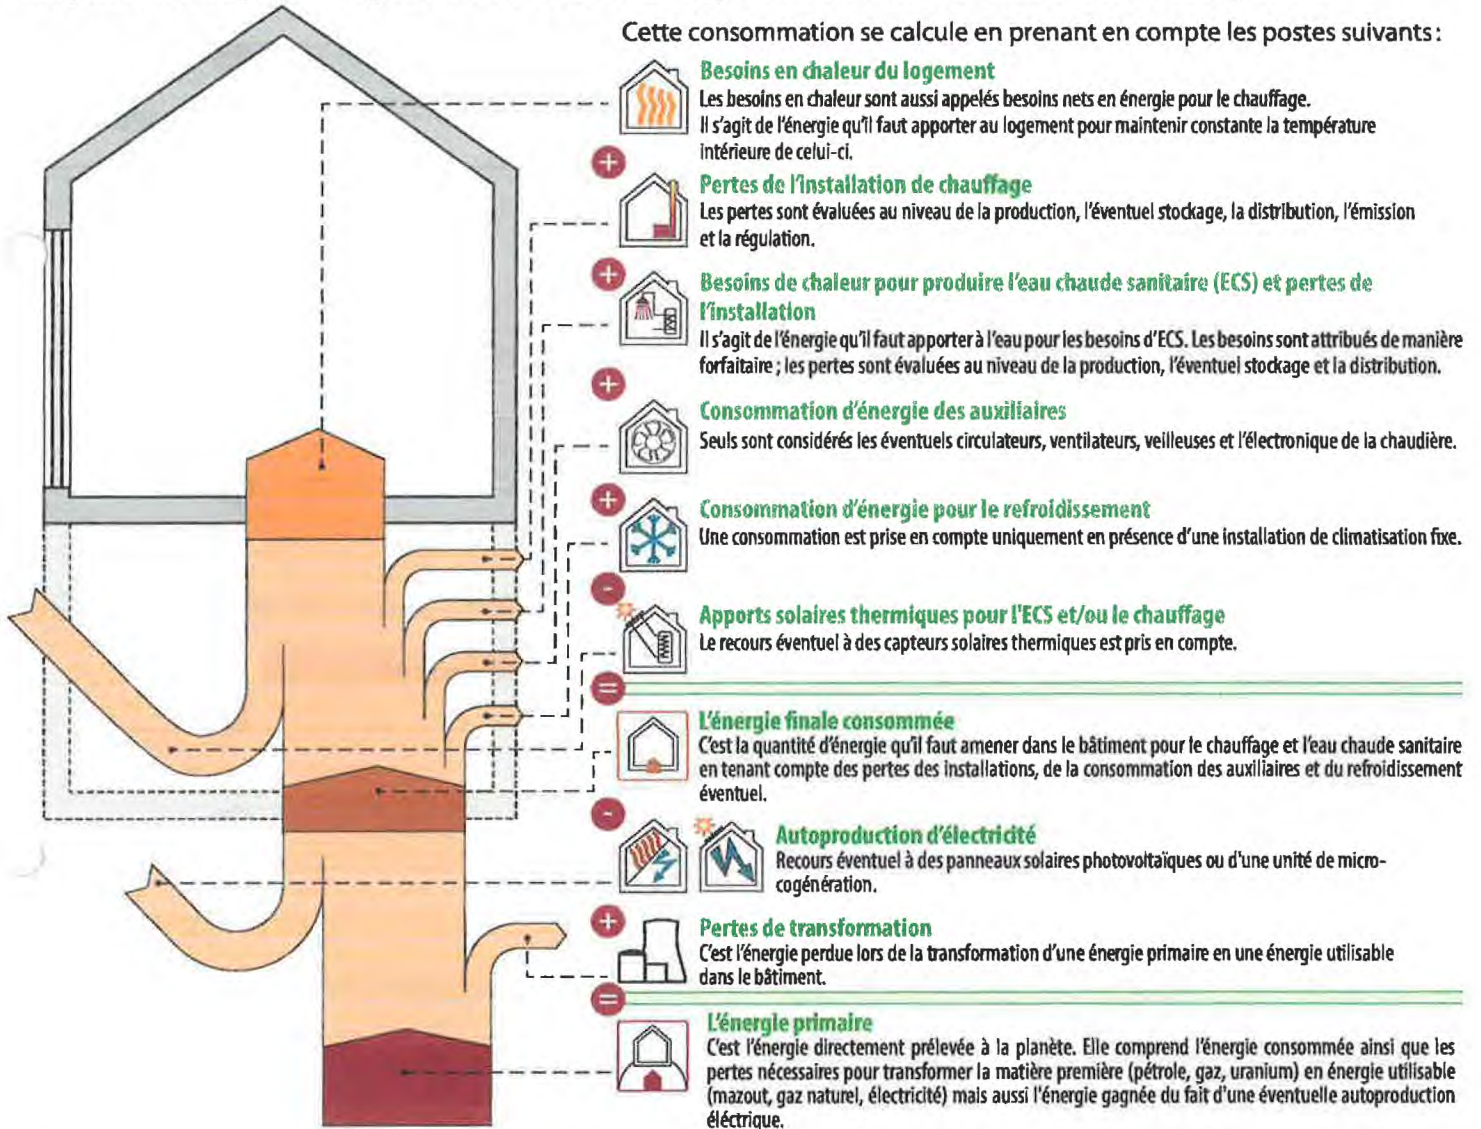 Cette consommation se calcule en prenant en compte les postes suivants :
Besoins en chaleur du logement
Les besoins en chaleur sont aussi appelés besoins nets en énergie pour le chauffage.
Il s'agit de l'énergie qu'il faut apporter au logement pour maintenir constante la température
intérieure de celui-ci.
+
Pertes de l'installation de chauffage
Les pertes sont évaluées au niveau de la production, l'éventuel stockage, la distribution, l'émission
et la régulation.
+
Besoins de chaleur pour produire l'eau chaude sanitaire (ECS) et pertes de
l'installation
Il s'agit de l'énergie qu'il faut apporter à l'eau pour les besoins d'ECS. Les besoins sont attribués de manière
forfaitaire ; les pertes sont évaluées au niveau de la production, l'éventuel stockage et la distribution.
+
Consommation d'énergie des auxiliaires
Seuls sont considérés les éventuels circulateurs, ventilateurs, veilleuses et l'électronique de la chaudière.
+
Consommation d'énergie pour le refroidissement
Une consommation est prise en compte uniquement en présence d'une installation de climatisation fixe.
-
Apports solaires thermiques pour l'ECS et/ou le chauffage
Le recours éventuel à des capteurs solaires thermiques est pris en compte.
=
L'énergie finale consommée
C'est la quantité d'énergie qu'il faut amener dans le bâtiment pour le chauffage et l'eau chaude sanitaire
en tenant compte des pertes des installations, de la consommation des auxiliaires et du refroidissement
éventuel.
-
Autoproduction d'électricité
Recours éventuel à des panneaux solaires photovoltaïques ou d'une unité de micro-
cogénération.
+
Pertes de transformation
C'est l'énergie perdue lors de la transformation d'une énergie primaire en une énergie utilisable
dans le bâtiment.
=
L'énergie primaire
C'est l'énergie directement prélevée à la planète. Elle comprend l'énergie consommée ainsi que les
pertes nécessaires pour transformer la matière première (pétrole, gaz, uranium) en énergie utilisable
(mazout, gaz naturel, électricité) mais aussi l'énergie gagnée du fait d'une éventuelle autoproduction
éléctrique.